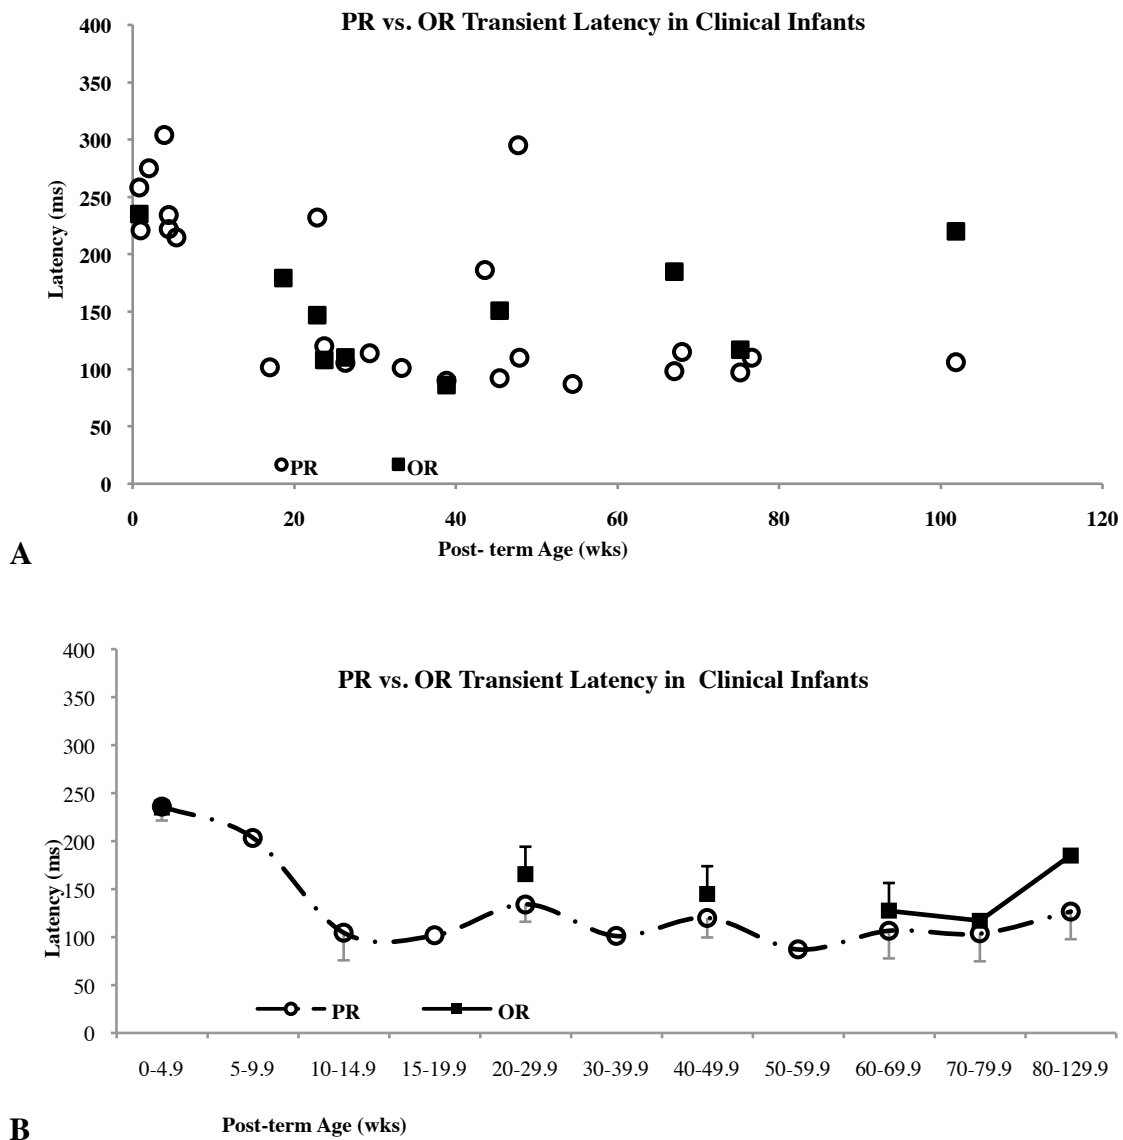 PR vs. OR Transient Latency in Clinical Infants
400
350
300
250
200
150
100
50
0
Latency (ms)
PR OR
0 20 40 60 80 100 120
Post- term Age (wks)
A
PR vs. OR Transient Latency in Clinical Infants
400
350
300
250
200
150
100
50
0
Latency (ms)
PR OR
0-4.9 5-9.9 10-14.9 15-19.9 20-29.9 30-39.9 40-49.9 50-59.9 60-69.9 70-79.9 80-129.9
Post-term Age (wks)
B